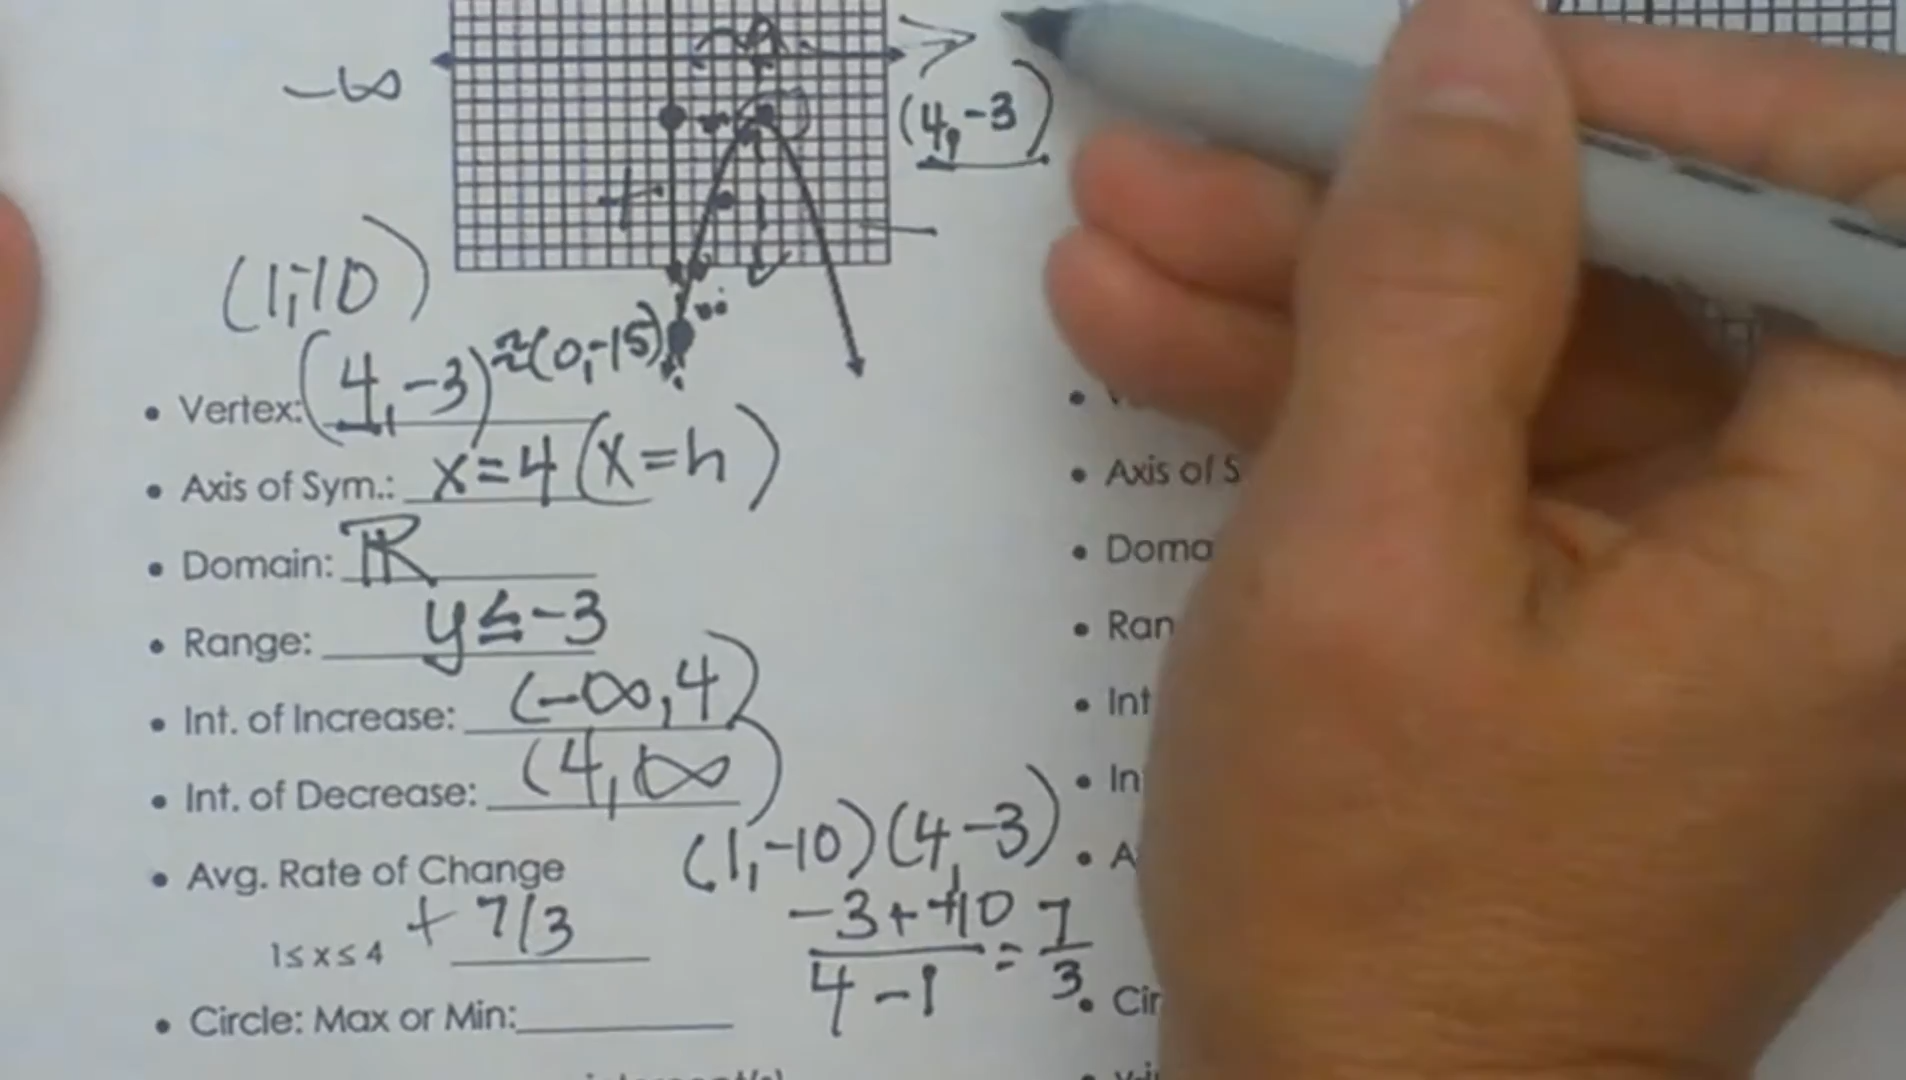 -∞
(4,-3)
(1,-10)
≈(0,-15)
• Vertex: (4,-3)
• Axis of Sym.: x=4 (x=h)
• Domain: ℝ
• Range: y≤-3
• Int. of Increase: (-∞,4)
• Int. of Decrease: (4,∞)
(1,-10)(4,-3)
• Avg. Rate of Change
-3++10
4-1
= 7
3
1≤ x ≤ 4 + 7/3
• Circle: Max or Min:
• Axis of S
• Doma
• Ran
• Int
• In
• A
• Cir